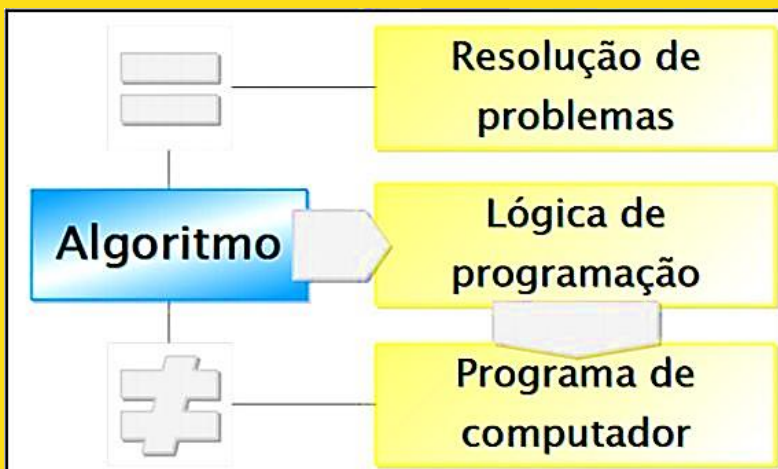 Resolução de
problemas
Algoritmo
Lógica de
programação
Programa de
computador